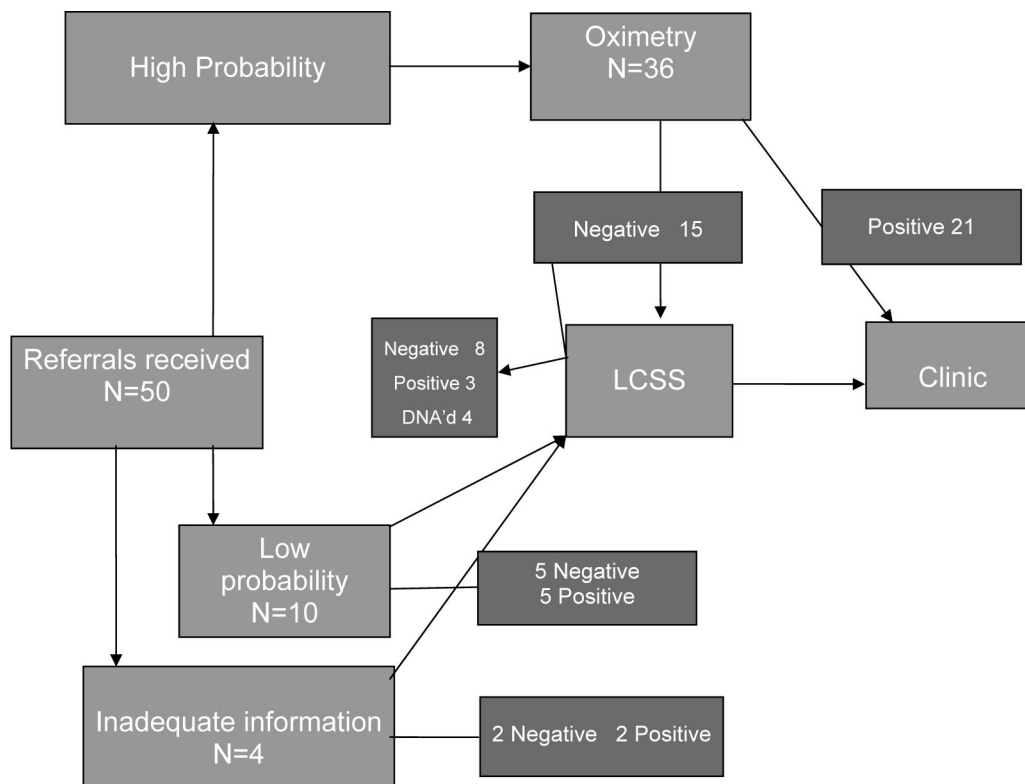 High Probability
Oximetry
N=36
Negative   15
Positive 21
Referrals received
N=50
Negative   8
Positive 3
DNA'd 4
LCSS
Clinic
Low
probability
N=10
5 Negative
5 Positive
Inadequate information
N=4
2 Negative   2 Positive